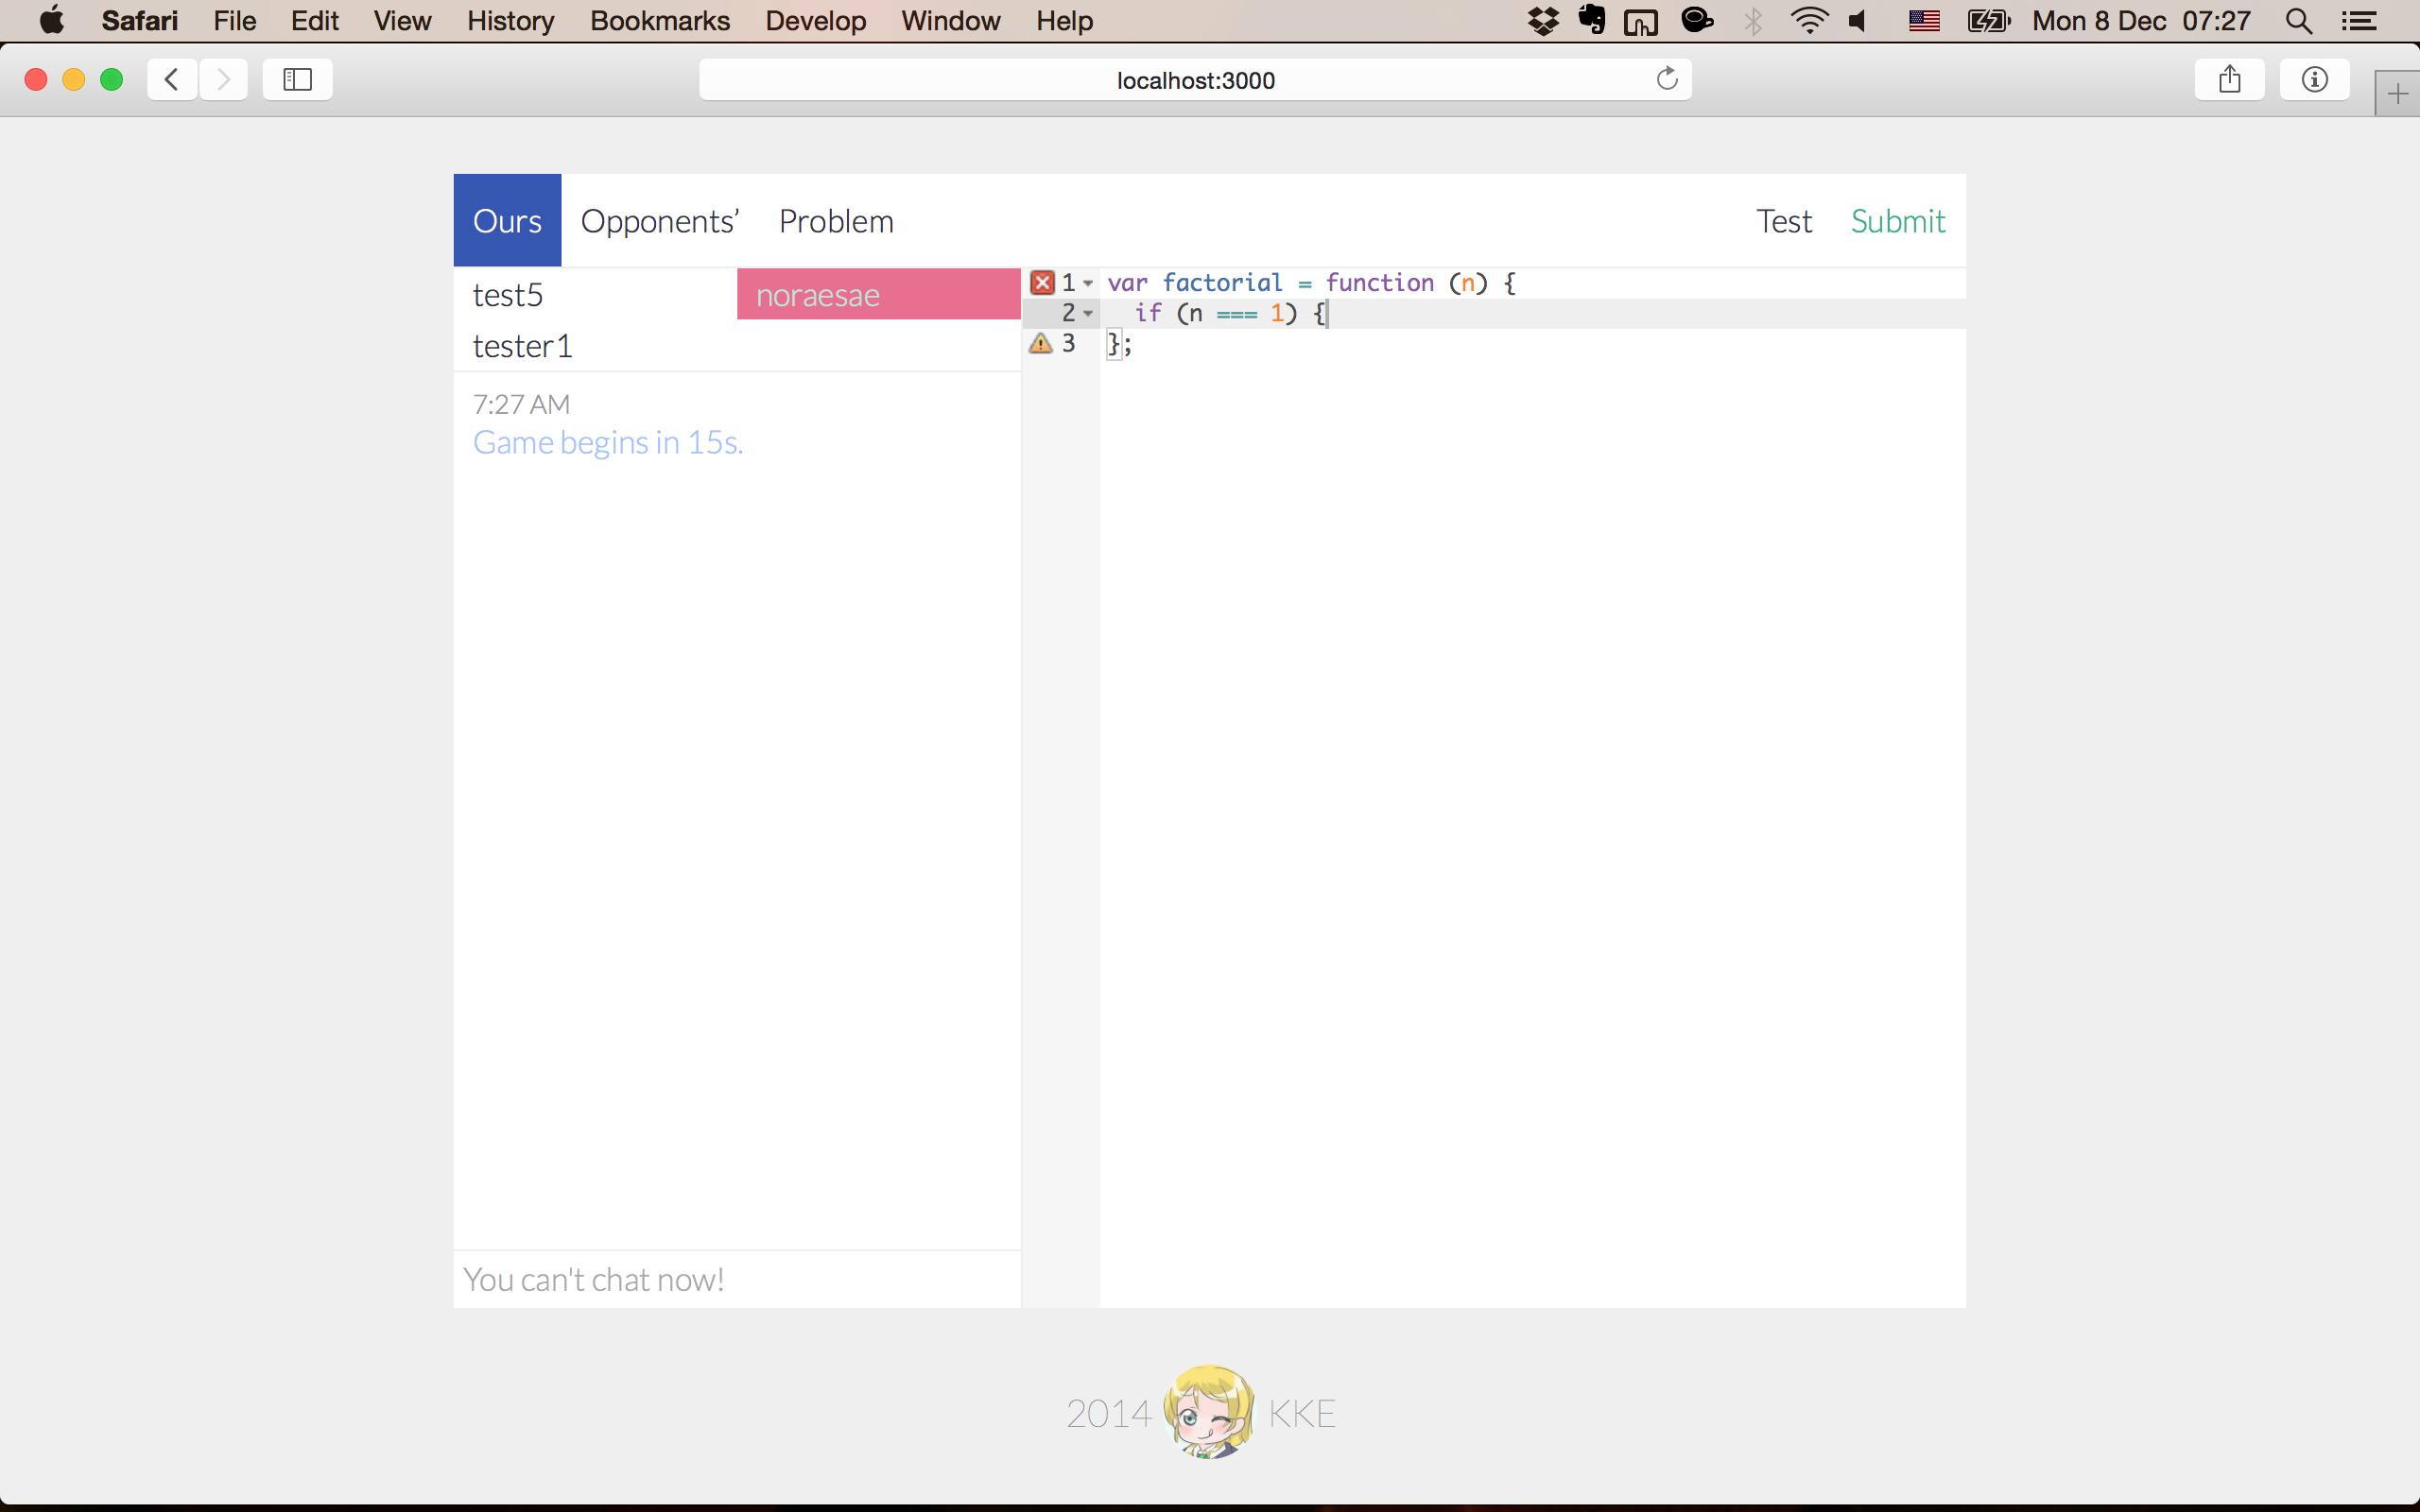 Safari File Edit View History Bookmarks Develop Window Help Mon 8 Dec 07:27
localhost:3000
Ours Opponents’ Problem Test Submit
test5 noraesae
tester1
7:27 AM
Game begins in 15s.
You can't chat now!
1 var factorial = function (n) {
2 if (n === 1) {
3 };
2014 KKE